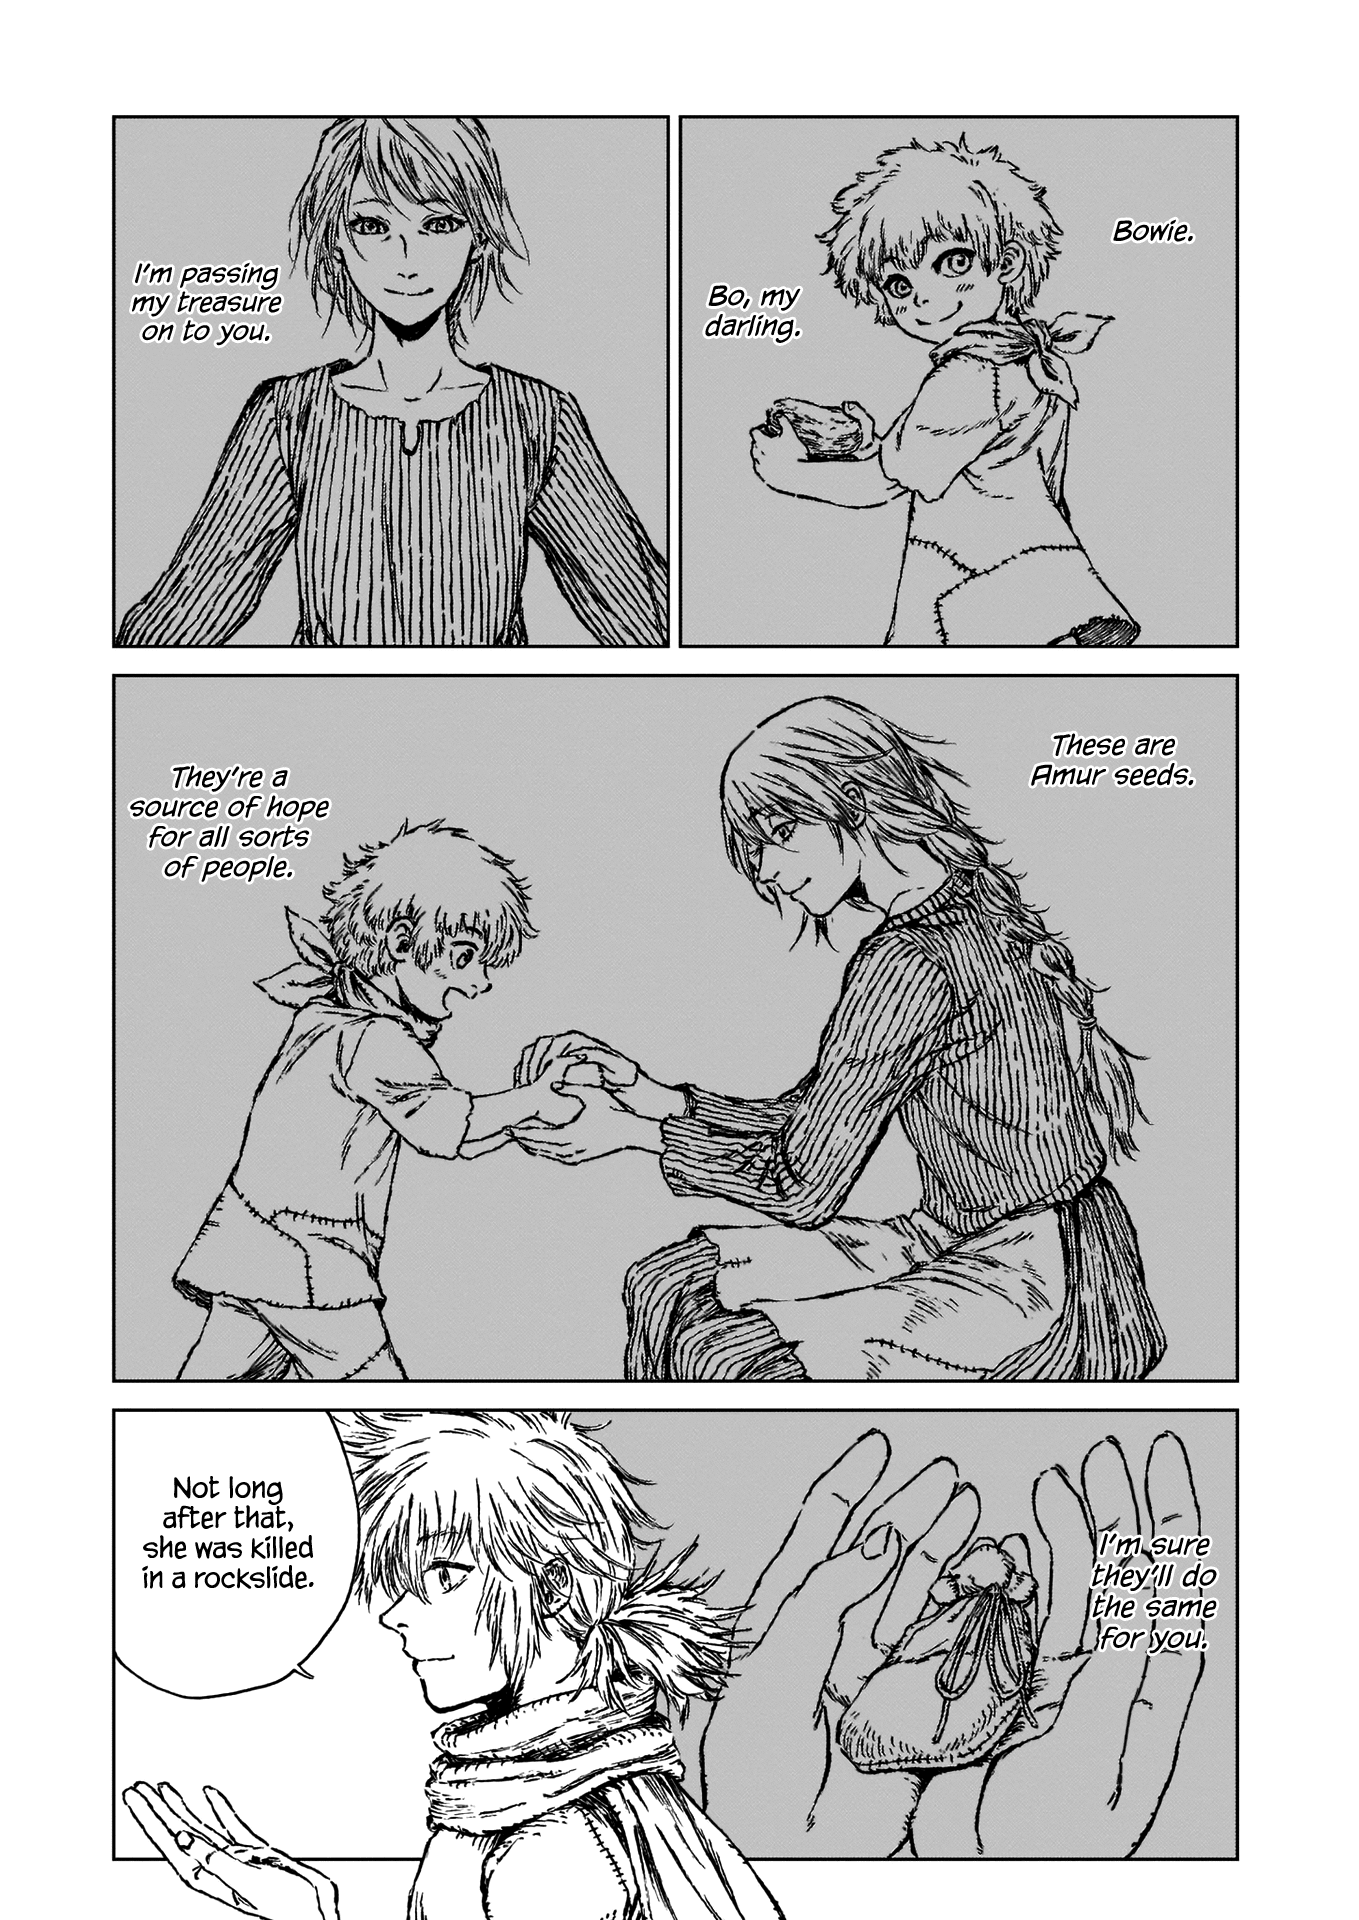 Bowie.
Bo, my
darling.
I'm passing
my treasure
on to you.
These are
Amur seeds.
They're a
source of hope
for all sorts
of people.
I'm sure
they'll do
the same
for you.
Not long
after that,
she was killed
in a rockslide.